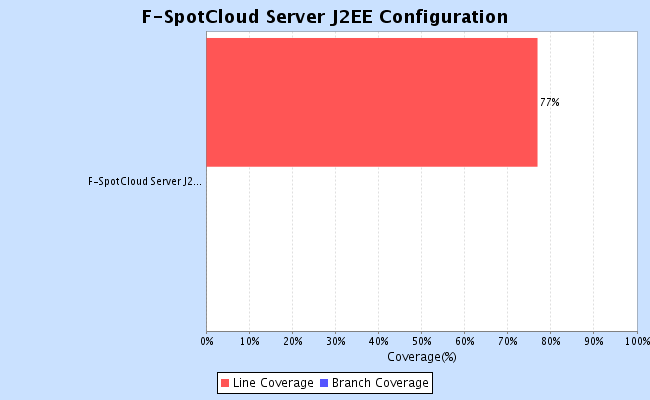 F-SpotCloud Server J2EE Configuration
77%
F-SpotCloud Server J2...
0% 10% 20% 30% 40% 50% 60% 70% 80% 90% 100%
Coverage(%)
Line Coverage Branch Coverage